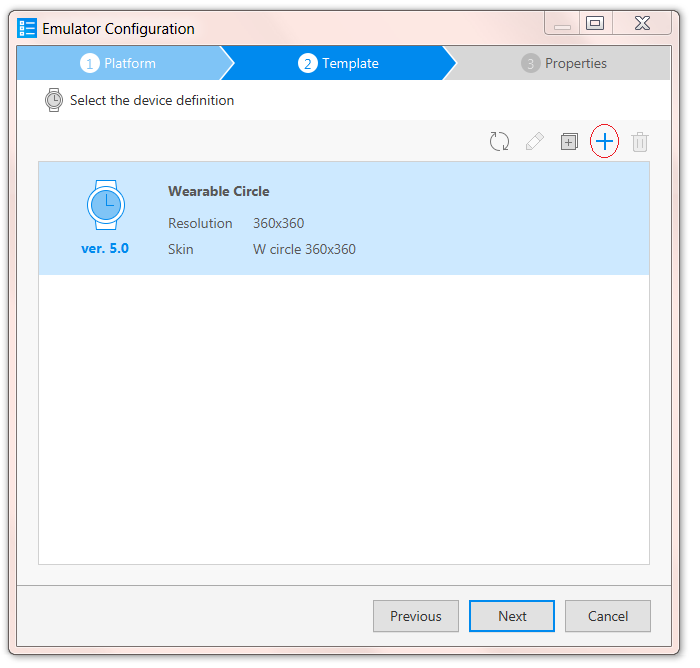 Emulator Configuration
1 Platform
2 Template
3 Properties
Select the device definition
Wearable Circle
Resolution 360x360
ver. 5.0
Skin W circle 360x360
Previous
Next
Cancel